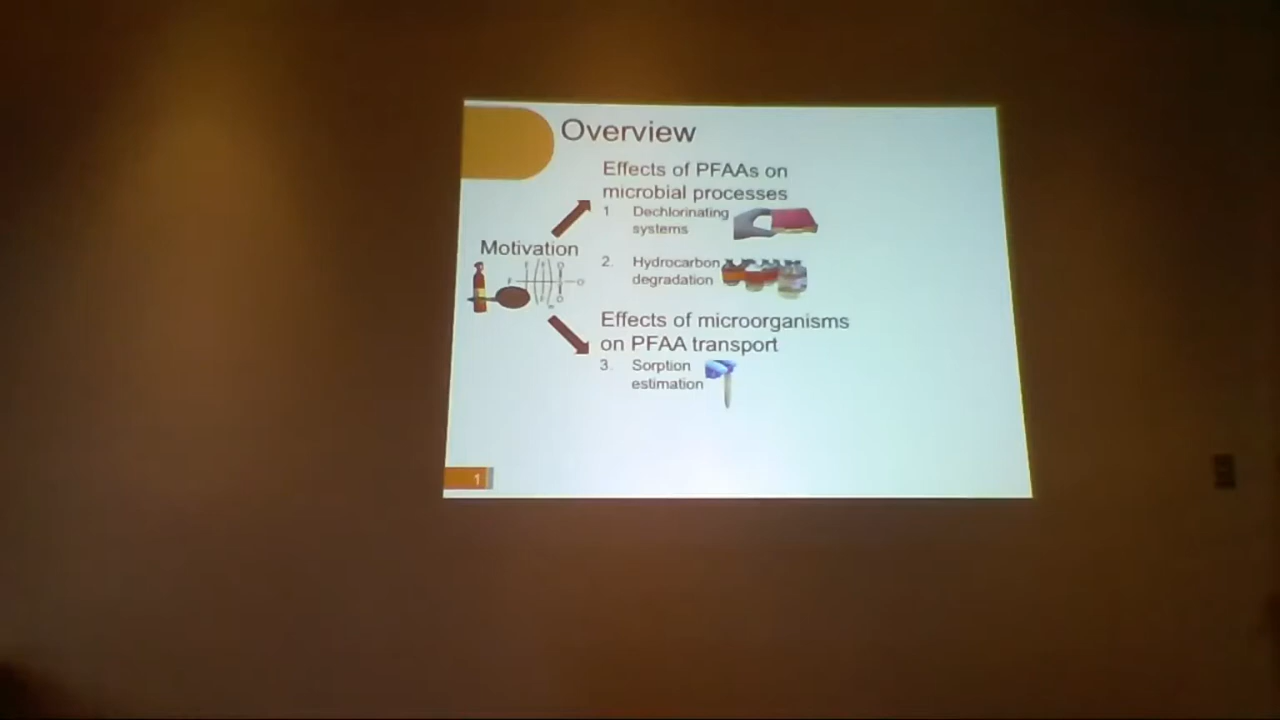 Overview
Effects of PFAAs on
microbial processes
1 Dechlorinating
systems
Motivation
2. Hydrocarbon
degradation
Effects of microorganisms
on PFAA transport
3. Sorption
estimation
1